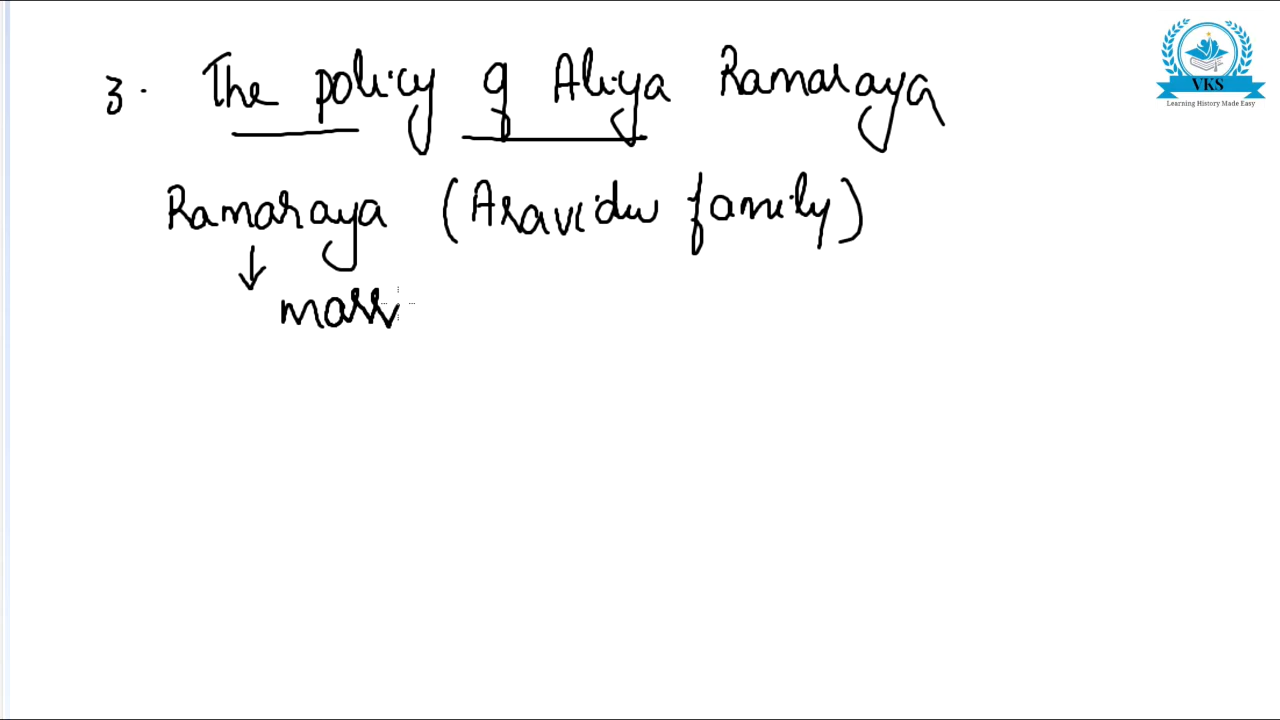 3. The policy of Aliya Ramaraya
VKS
Learning History Made Easy
Ramaraya (Aravidu family)
↓
marr